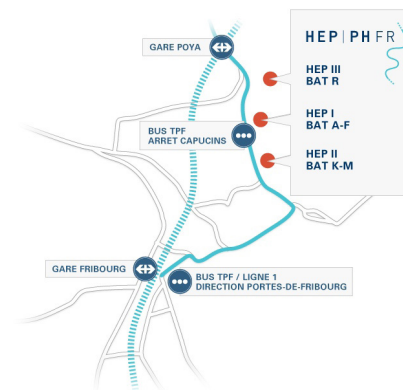 GARE POYA
HEP|PH FR
HEP III
BAT R
HEP I
BAT A-F
BUS TPF
ARRET CAPUCINS
HEP II
BAT K-M
GARE FRIBOURG
BUS TPF / LIGNE 1
DIRECTION PORTES-DE-FRIBOURG